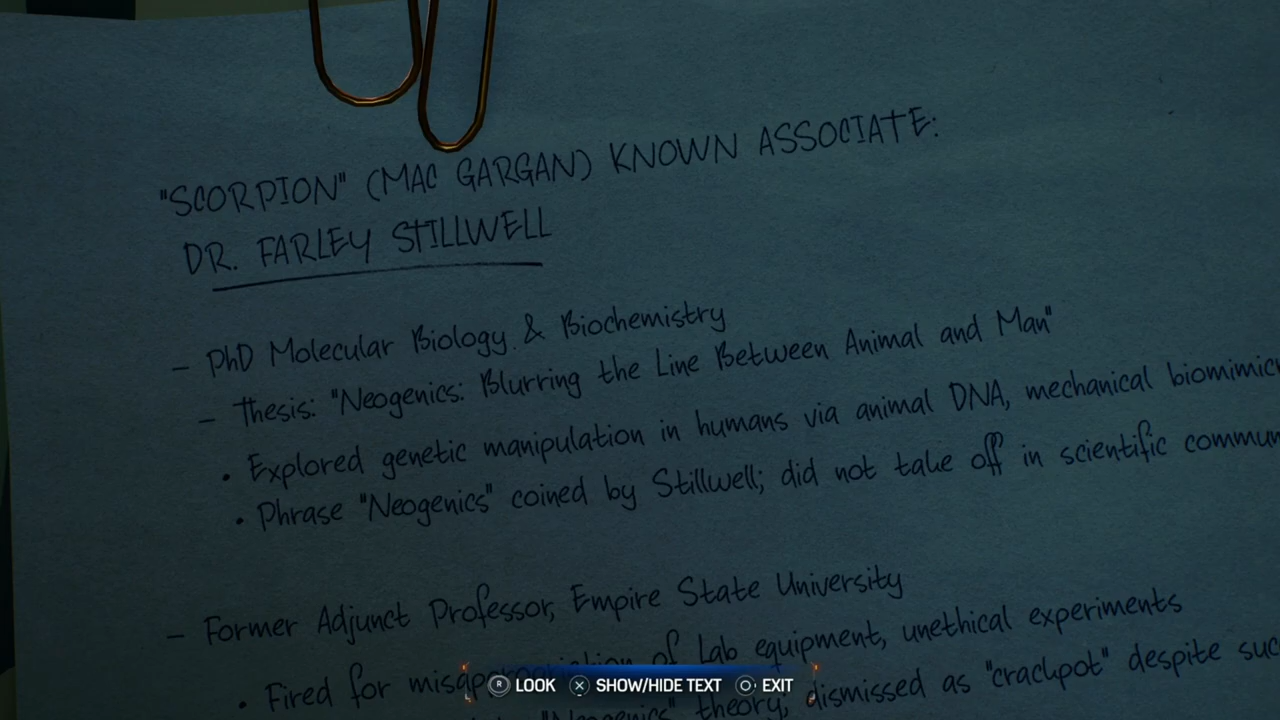 "SCORPION" (MAC GARGAN) KNOWN ASSOCIATE:
DR. FARLEY STILLWELL
– PhD Molecular Biology & Biochemistry
– Thesis: "Neogenics: Blurring the Line Between Animal and Man"
• Explored genetic manipulation in humans via animal DNA, mechanical
• Phrase "Neogenics" coined by Stillwell; did not take off in scientific
– Former Adjunct Professor, Empire State University
• Fired for misappropriation of Lab equipment, unethical experiments
"Neogenics" theory; dismissed as "crackpot" despite
R LOOK X SHOW/HIDE TEXT O EXIT